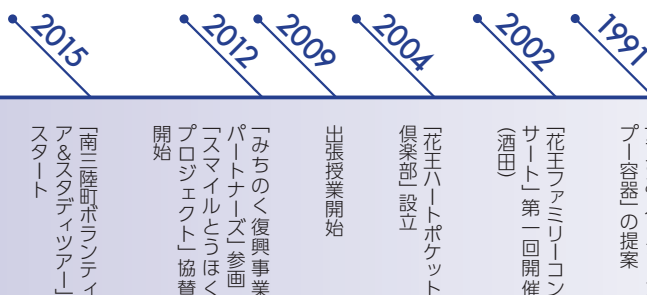 1991
プー容器」の提案
2002
「花王ファミリーコン
サート」第一回開催
(酒田)
2004
「花王ハートポケット
倶楽部」設立
2009
出張授業開始
2012
「みちのく復興事業
パートナーズ」参画
「スマイルとうほく
プロジェクト」協賛
開始
2015
「南三陸町ボランティ
ア&スタディツアー」
スタート